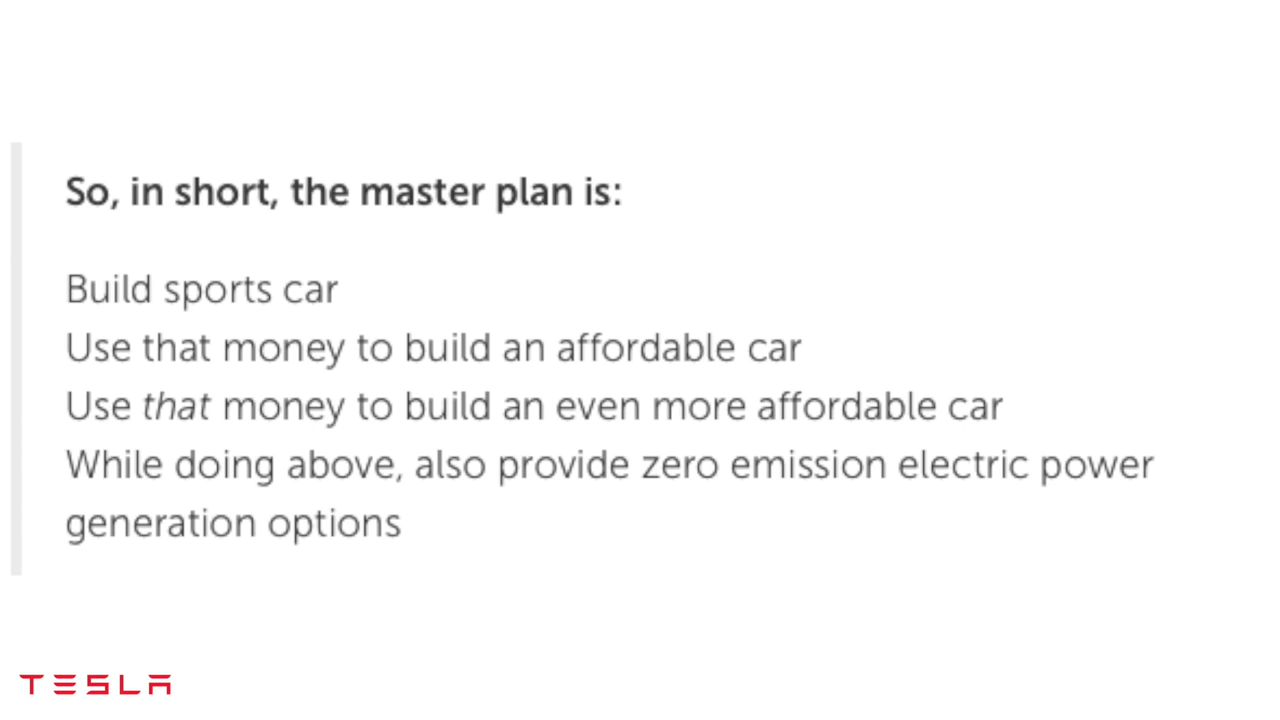 So, in short, the master plan is:
Build sports car
Use that money to build an affordable car
Use that money to build an even more affordable car
While doing above, also provide zero emission electric power
generation options
TESLA